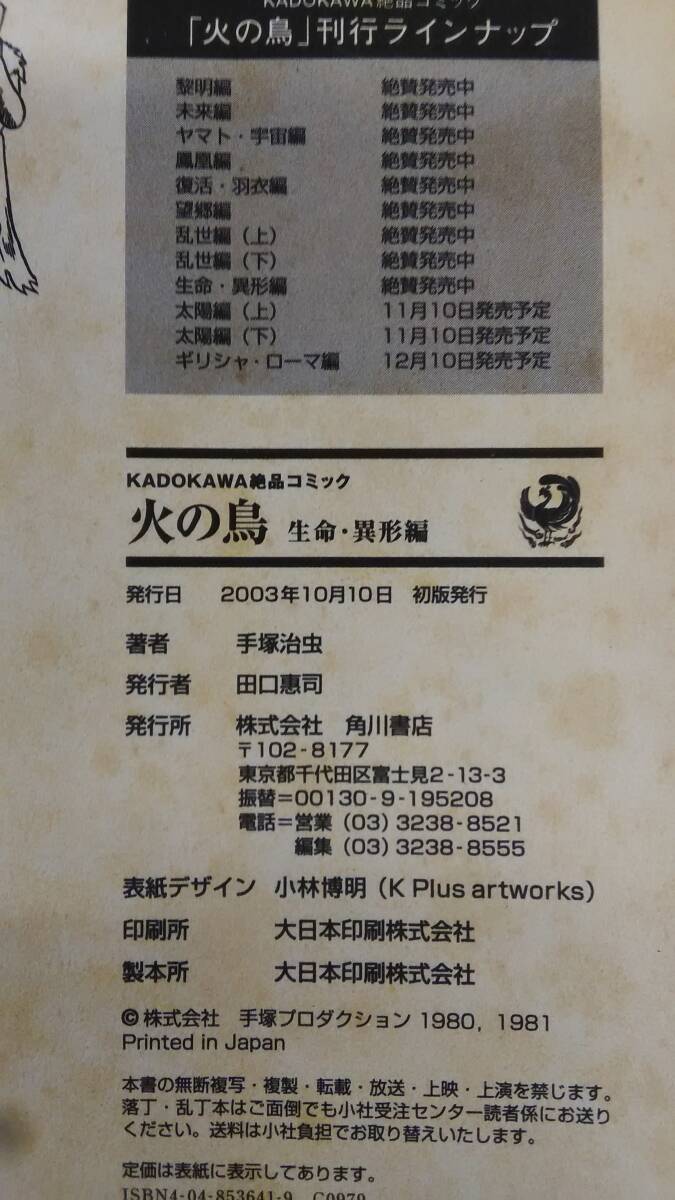 KADOKAWA絶品コミック
「火の鳥」刊行ラインナップ
黎明編 絶賛発売中
未来編 絶賛発売中
ヤマト・宇宙編 絶賛発売中
鳳凰編 絶賛発売中
復活・羽衣編 絶賛発売中
望郷編 絶賛発売中
乱世編（上） 絶賛発売中
乱世編（下） 絶賛発売中
生命・異形編 絶賛発売中
太陽編（上） 11月10日発売予定
太陽編（下） 11月10日発売予定
ギリシャ・ローマ編 12月10日発売予定
KADOKAWA絶品コミック
火の鳥 生命・異形編
発行日 2003年10月10日 初版発行
著者 手塚治虫
発行者 田口惠司
発行所 株式会社 角川書店
〒102-8177
東京都千代田区富士見2-13-3
振替=00130-9-195208
電話=営業（03）3238-8521
編集（03）3238-8555
表紙デザイン 小林博明（K Plus artworks）
印刷所 大日本印刷株式会社
製本所 大日本印刷株式会社
©株式会社 手塚プロダクション 1980, 1981
Printed in Japan
本書の無断複写・複製・転載・放送・上映・上演を禁じます。
落丁・乱丁本はご面倒でも小社受注センター読者係にお送り
ください。送料は小社負担でお取り替えいたします。
定価は表紙に表示してあります。
ISBN4-04-853641-9 C0979